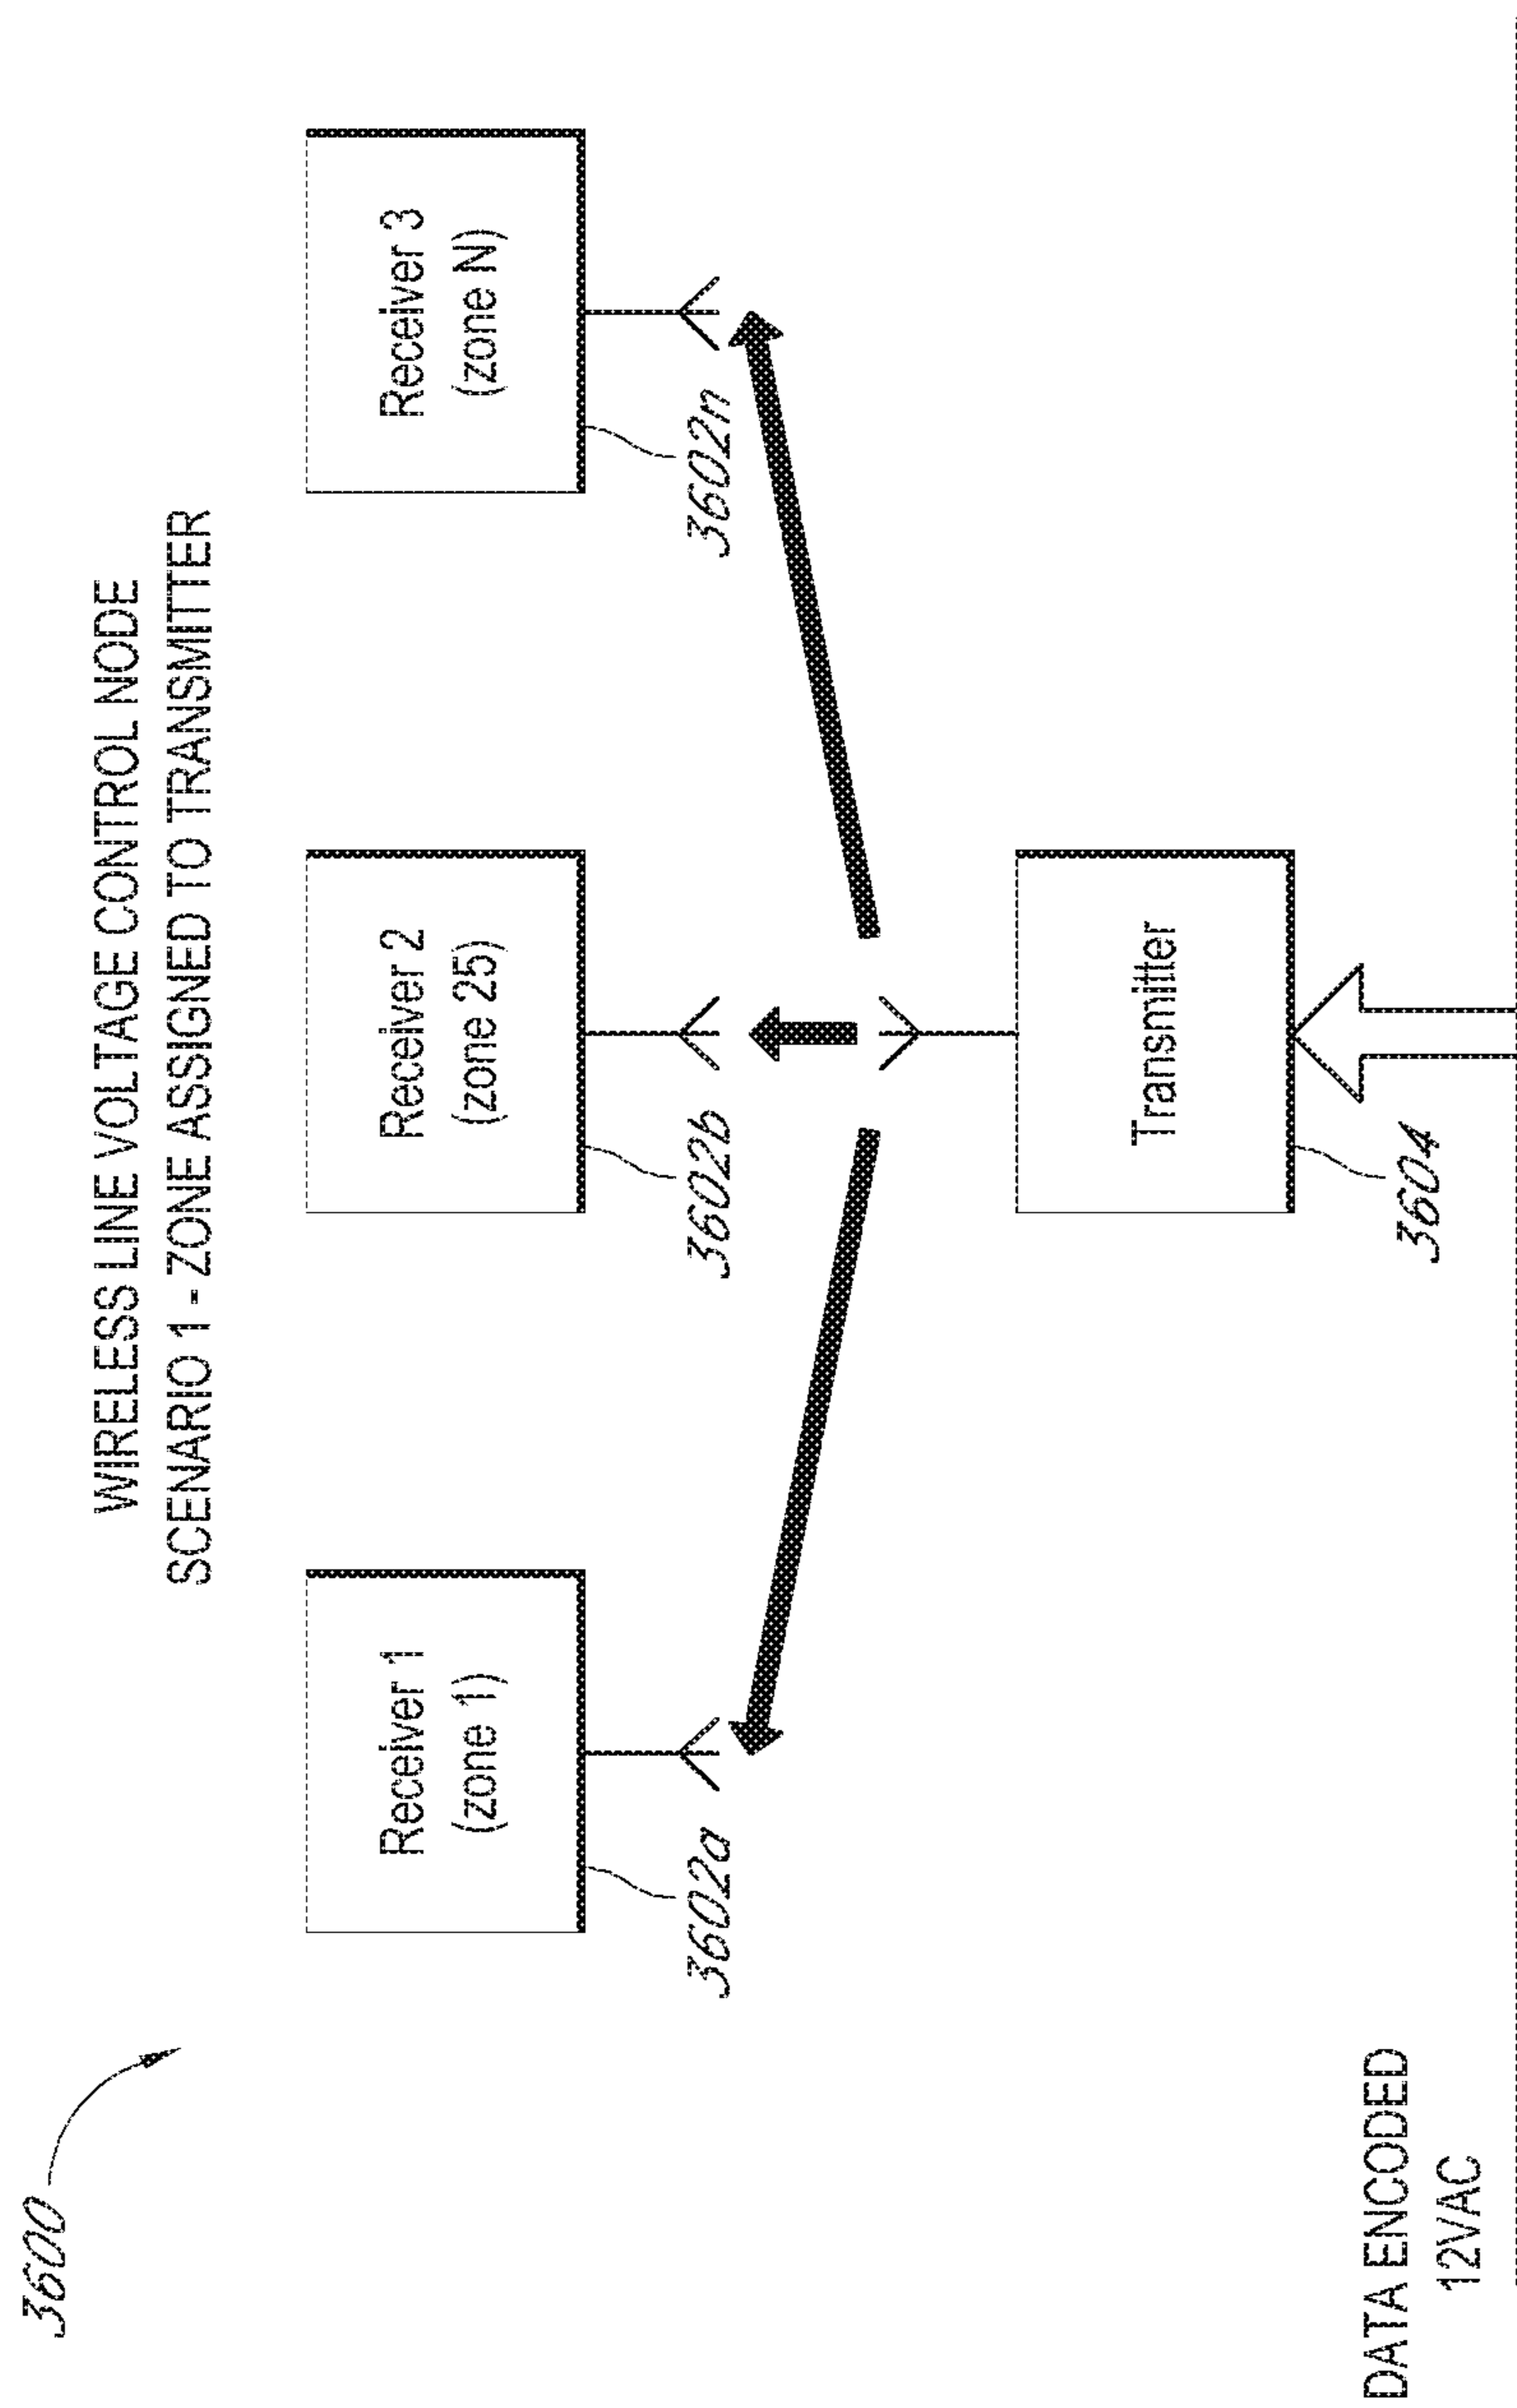 3600
WIRELESS LINE VOLTAGE CONTROL NODE
SCENARIO 1 - ZONE ASSIGNED TO TRANSMITTER
Receiver 1
(zone 1)
3602a
Receiver 2
(zone 25)
3602b
Receiver 3
(zone N)
3602n
Transmitter
3604
DATA ENCODED
12VAC